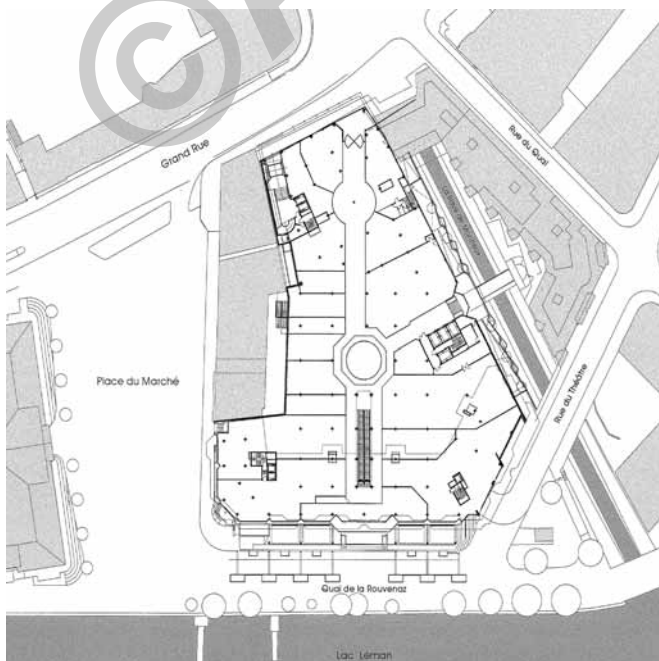 Grand Rue
Rue du Quai
Place du Marché
Rue du Théâtre
Quai de la Rouvenaz
Lac Léman